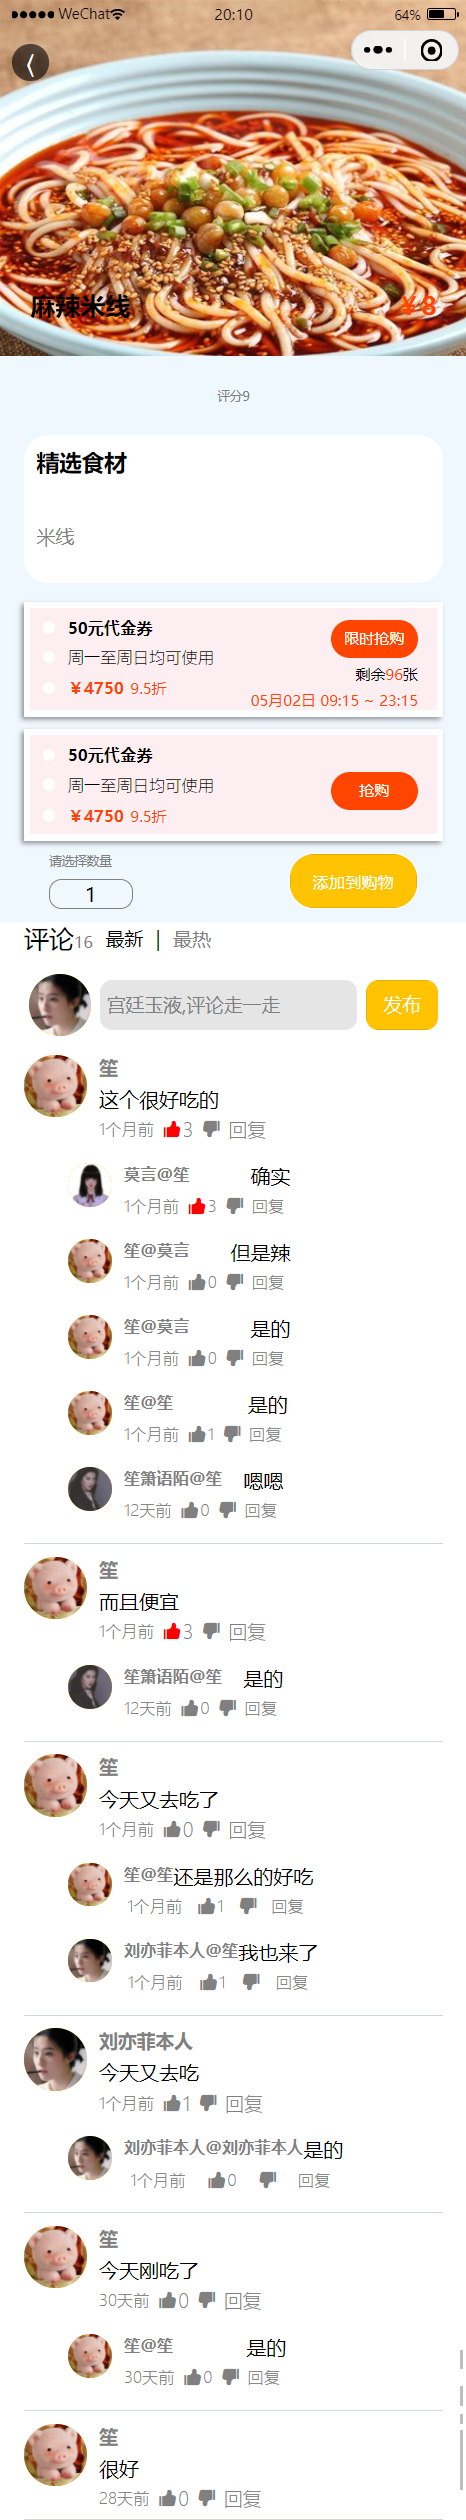 WeChat 20:10 64%
麻辣米线 ￥8
评分9
精选食材
米线
50元代金券
周一至周日均可使用
￥4750 9.5折
限时抢购
剩余96张
05月02日 09:15 ~ 23:15
50元代金券
周一至周日均可使用
￥4750 9.5折
抢购
请选择数量
1
添加到购物
评论16 最新 | 最热
宫廷玉液,评论走一走 发布
笙
这个很好吃的
1个月前 3 回复
莫言@笙 确实
1个月前 3 回复
笙@莫言 但是辣
1个月前 0 回复
笙@莫言 是的
1个月前 0 回复
笙@笙 是的
1个月前 1 回复
笙箫语陌@笙 嗯嗯
12天前 0 回复
笙
而且便宜
1个月前 3 回复
笙箫语陌@笙 是的
12天前 0 回复
笙
今天又去吃了
1个月前 0 回复
笙@笙还是那么的好吃
1个月前 1 回复
刘亦菲本人@笙我也来了
1个月前 1 回复
刘亦菲本人
今天又去吃
1个月前 1 回复
刘亦菲本人@刘亦菲本人是的
1个月前 0 回复
笙
今天刚吃了
30天前 0 回复
笙@笙 是的
30天前 0 回复
笙
很好
28天前 0 回复